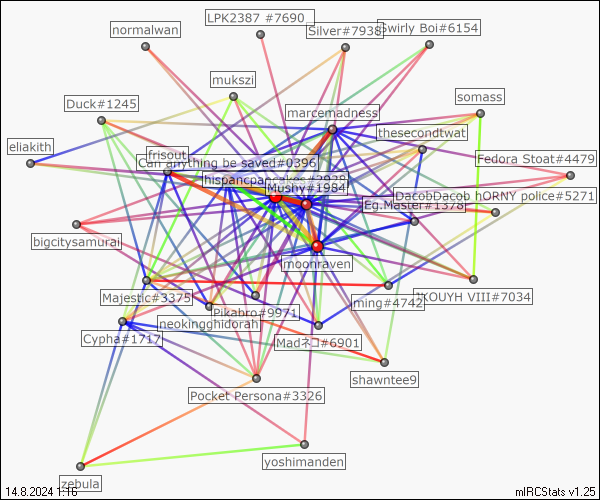 LPK2387 #7690
normalwan
Silver#7938
Swirly Boi#6154
mukszi
somass
Duck#1245
marcemadness
thesecondtwat
eliakith
frisout
Can anything be saved#0396
Fedora Stoat#4479
Mushy#1984
DacobDacob hORNY police#5271
Eg.Master#1378
bigcitysamurai
moonraven
Majestic#3375
ming#4742
KOUYH VIII#7034
Pikabro#9971
neokingghidorah
Cypha#1717
Madネコ#6901
shawntee9
Pocket Persona#3326
yoshimanden
zebula
14.8.2024 1:16
mIRCStats v1.25